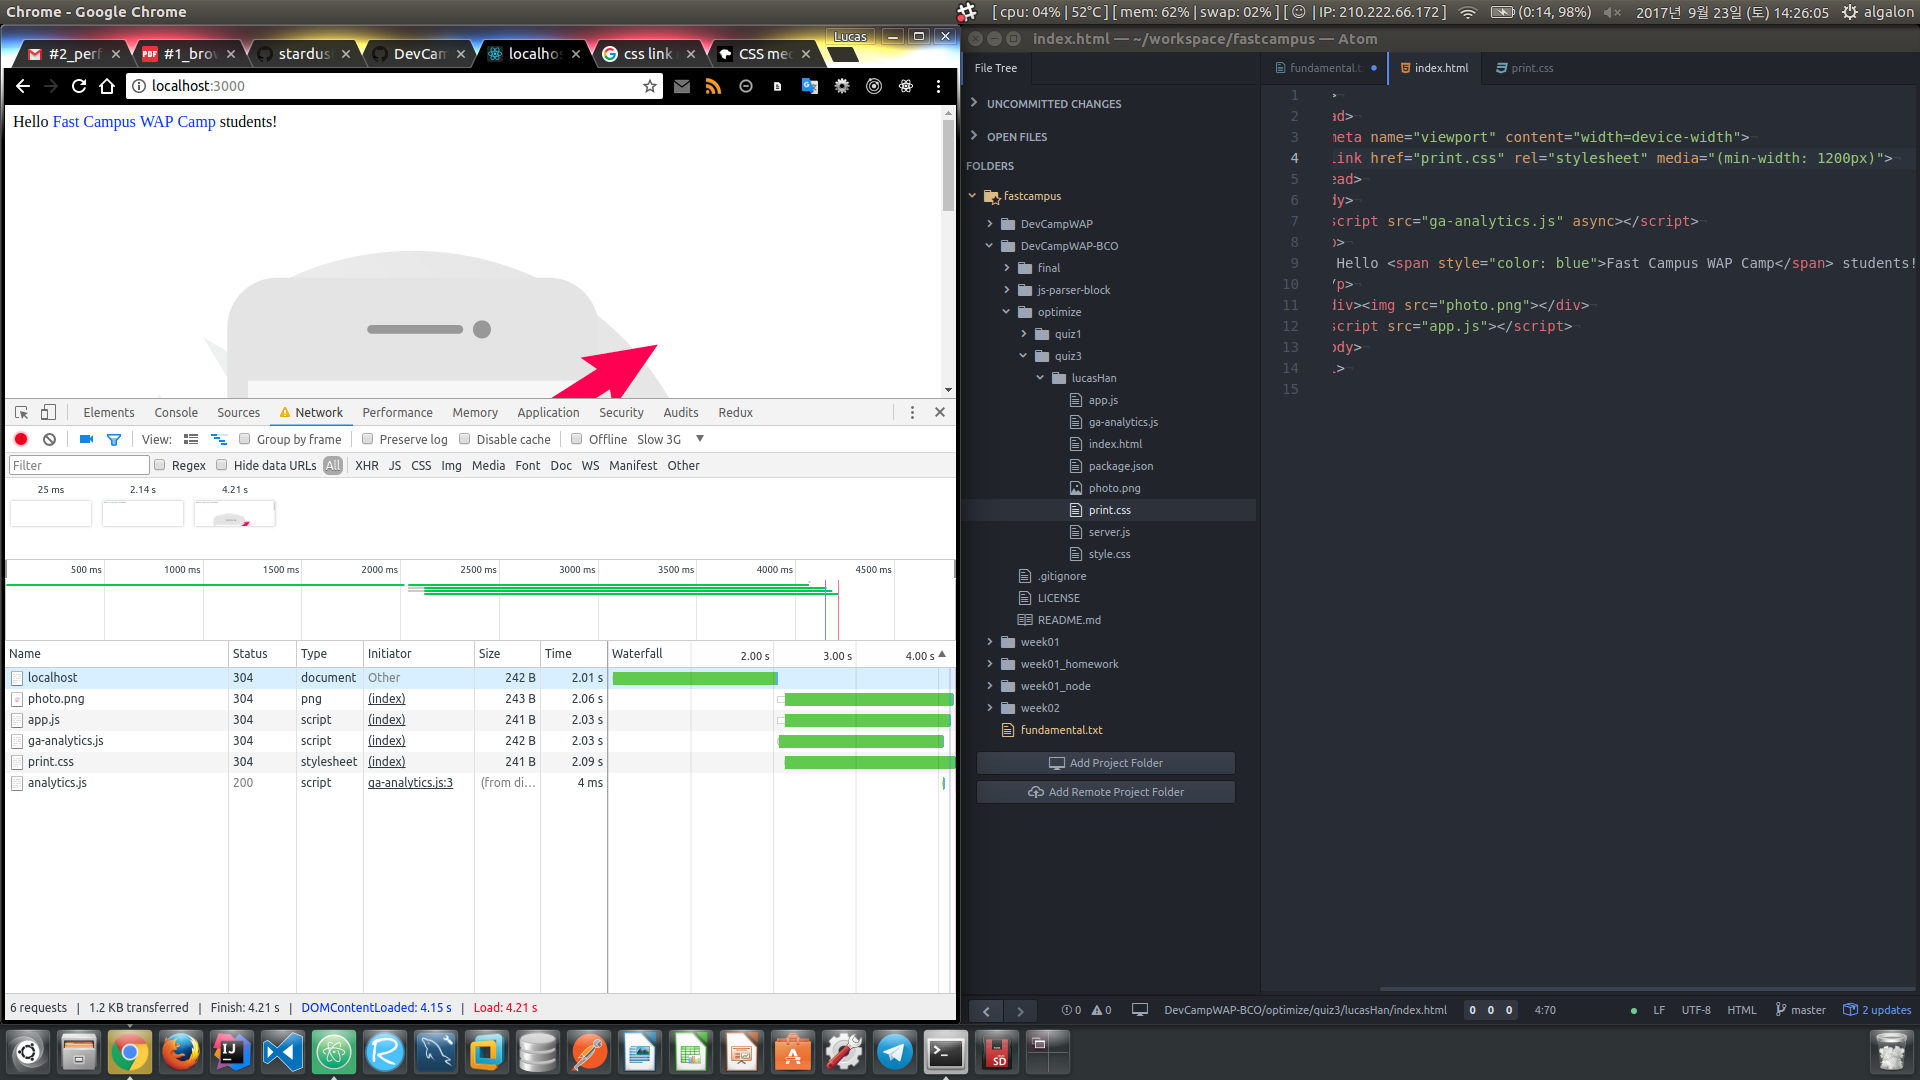 Chrome - Google Chrome
[ cpu: 04% | 52°C ] [ mem: 62% | swap: 02% ] [ ☺ | IP: 210.222.66.172 ]
(0:14, 98%)
2017년 9월 23일 (토) 14:26:05
algalon
Lucas
#2_perf
#1_brov
stardus
DevCam
localhos
css link
CSS med
localhost:3000
Hello Fast Campus WAP Camp students!
Elements Console Sources Network Performance Memory Application Security Audits Redux
View: Group by frame Preserve log Disable cache Offline Slow 3G
Filter Regex Hide data URLs All XHR JS CSS Img Media Font Doc WS Manifest Other
25 ms 2.14 s 4.21 s
500 ms 1000 ms 1500 ms 2000 ms 2500 ms 3000 ms 3500 ms 4000 ms 4500 ms
Name Status Type Initiator Size Time Waterfall 2.00 s 3.00 s 4.00 s
localhost 304 document Other 242 B 2.01 s
photo.png 304 png (index) 243 B 2.06 s
app.js 304 script (index) 241 B 2.03 s
ga-analytics.js 304 script (index) 242 B 2.03 s
print.css 304 stylesheet (index) 241 B 2.09 s
analytics.js 200 script ga-analytics.js:3 (from di... 4 ms
6 requests | 1.2 KB transferred | Finish: 4.21 s | DOMContentLoaded: 4.15 s | Load: 4.21 s
index.html — ~/workspace/fastcampus — Atom
File Tree
UNCOMMITTED CHANGES
OPEN FILES
FOLDERS
fastcampus
DevCampWAP
DevCampWAP-BCO
final
js-parser-block
optimize
quiz1
quiz3
lucasHan
app.js
ga-analytics.js
index.html
package.json
photo.png
print.css
server.js
style.css
.gitignore
LICENSE
README.md
week01
week01_homework
week01_node
week02
fundamental.txt
Add Project Folder
Add Remote Project Folder
fundamental.t
index.html
print.css
1 >
2 ad>
3 meta name="viewport" content="width=device-width">
4 link href="print.css" rel="stylesheet" media="(min-width: 1200px)">
5 ead>
6 dy>
7 script src="ga-analytics.js" async></script>
8 p>
9 Hello <span style="color: blue">Fast Campus WAP Camp</span> students!
10 /p>
11 div><img src="photo.png"></div>
12 script src="app.js"></script>
13 ody>
14 l>
15
0 0 DevCampWAP-BCO/optimize/quiz3/lucasHan/index.html 0 0 0 4:70 LF UTF-8 HTML master 2 updates
IJ
R
SD